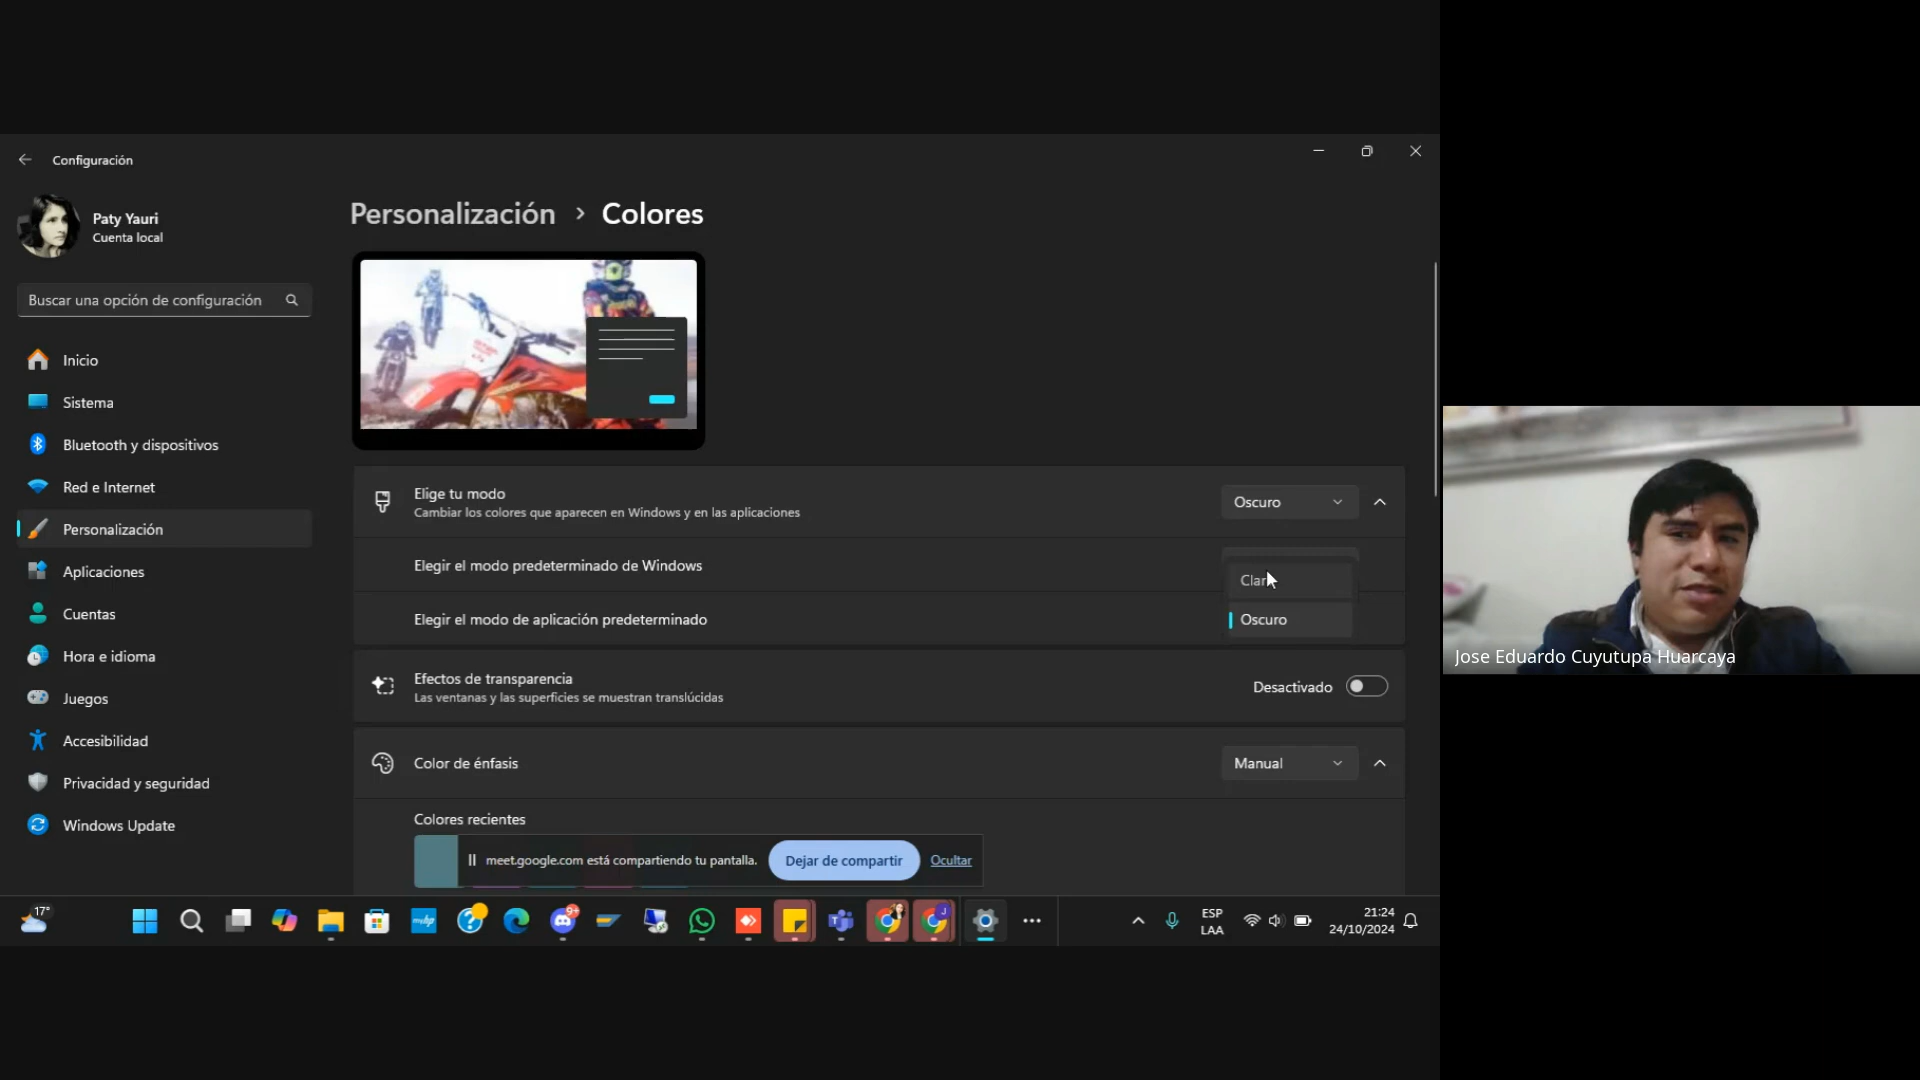 Configuración
Paty Yauri
Cuenta local
Buscar una opción de configuración
Inicio
Sistema
Bluetooth y dispositivos
Red e Internet
Personalización
Aplicaciones
Cuentas
Hora e idioma
Juegos
Accesibilidad
Privacidad y seguridad
Windows Update
Personalización > Colores
Elige tu modo
Cambiar los colores que aparecen en Windows y en las aplicaciones
Oscuro
Elegir el modo predeterminado de Windows
Elegir el modo de aplicación predeterminado
Oscuro
Efectos de transparencia
Las ventanas y las superficies se muestran translúcidas
Desactivado
Color de énfasis
Manual
Colores recientes
meet.google.com está compartiendo tu pantalla.
Dejar de compartir
Ocultar
17°
myhp
9+
J
ESP
LAA
21:24
24/10/2024
Jose Eduardo Cuyutupa Huarcaya